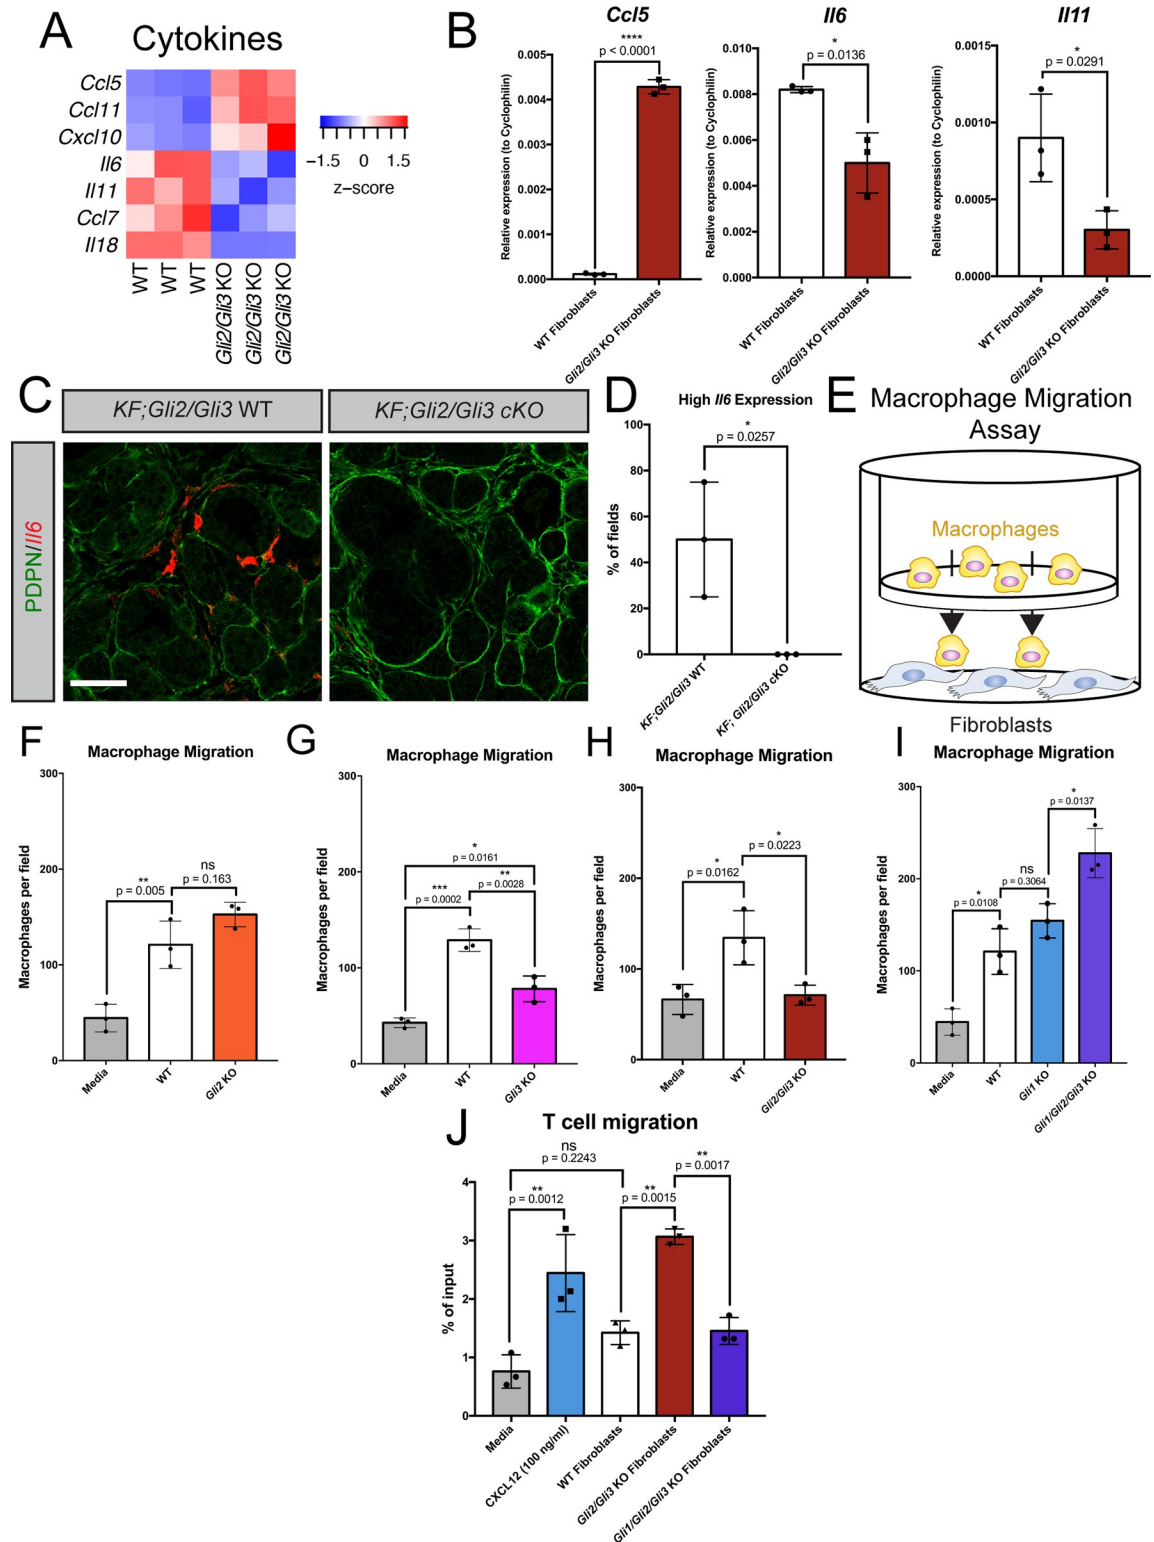 A
Cytokines
Ccl5
Ccl11
Cxcl10
Il6
Il11
Ccl7
Il18
WT
WT
WT
Gli2/Gli3 KO
Gli2/Gli3 KO
Gli2/Gli3 KO
−1.5 0 1.5
z−score
B
Ccl5
****
p < 0.0001
Relative expression (to Cyclophilin)
0.005
0.004
0.003
0.002
0.001
0.000
WT Fibroblasts
Gli2/Gli3 KO Fibroblasts
Il6
*
p = 0.0136
Relative expression (to Cyclophilin)
0.010
0.008
0.006
0.004
0.002
0.000
WT Fibroblasts
Gli2/Gli3 KO Fibroblasts
Il11
*
p = 0.0291
Relative expression (to Cyclophilin)
0.0015
0.0010
0.0005
0.0000
WT Fibroblasts
Gli2/Gli3 KO Fibroblasts
C
KF;Gli2/Gli3 WT
KF;Gli2/Gli3 cKO
PDPN/Il6
D
High Il6 Expression
*
p = 0.0257
% of fields
100
80
60
40
20
0
KF;Gli2/Gli3 WT
KF; Gli2/Gli3 cKO
E
Macrophage Migration
Assay
Macrophages
Fibroblasts
F
Macrophage Migration
Macrophages per field
300
200
100
0
**
p = 0.005
ns
p = 0.163
Media
WT
Gli2 KO
G
Macrophage Migration
Macrophages per field
300
200
100
0
*
p = 0.0161
***
p = 0.0002
**
p = 0.0028
Media
WT
Gli3 KO
H
Macrophage Migration
Macrophages per field
300
200
100
0
*
p = 0.0162
*
p = 0.0223
Media
WT
Gli2/Gli3 KO
I
Macrophage Migration
Macrophages per field
300
200
100
0
*
p = 0.0108
ns
p = 0.3064
*
p = 0.0137
Media
WT
Gli1 KO
Gli1/Gli2/Gli3 KO
J
T cell migration
% of input
4
3
2
1
0
ns
p = 0.2243
**
p = 0.0012
**
p = 0.0015
**
p = 0.0017
Media
CXCL12 (100 ng/ml)
WT Fibroblasts
Gli2/Gli3 KO Fibroblasts
Gli1/Gli2/Gli3 KO Fibroblasts